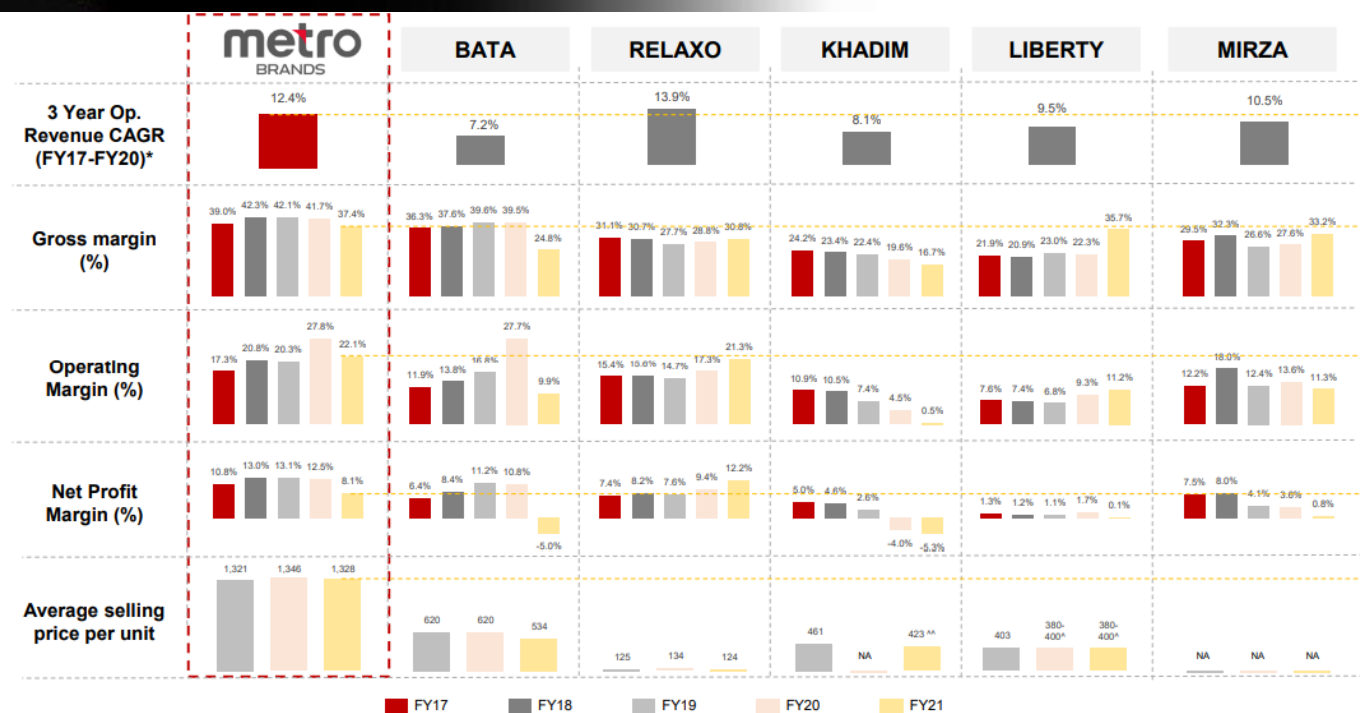 metro
BRANDS
BATA
RELAXO
KHADIM
LIBERTY
MIRZA
3 Year Op.
Revenue CAGR
(FY17-FY20)*
12.4%
7.2%
13.9%
8.1%
9.5%
10.5%
Gross margin
(%)
39.0% 42.3% 42.1% 41.7% 37.4%
36.3% 37.6% 39.6% 39.5% 24.8%
31.1% 30.7% 27.7% 28.8% 30.8%
24.2% 23.4% 22.4% 19.6% 16.7%
21.9% 20.9% 23.0% 22.3% 35.7%
29.5% 32.3% 26.6% 27.6% 33.2%
Operating
Margin (%)
17.3% 20.8% 20.3% 27.8% 22.1%
11.9% 13.8% 16.8% 27.7% 9.9%
15.4% 15.6% 14.7% 17.3% 21.3%
10.9% 10.5% 7.4% 4.5% 0.5%
7.6% 7.4% 6.8% 9.3% 11.2%
12.2% 18.0% 12.4% 13.6% 11.3%
Net Profit
Margin (%)
10.8% 13.0% 13.1% 12.5% 8.1%
6.4% 8.4% 11.2% 10.8% -5.0%
7.4% 8.2% 7.6% 9.4% 12.2%
5.0% 4.6% 2.6% -4.0% -5.3%
1.3% 1.2% 1.1% 1.7% 0.1%
7.5% 8.0% 4.1% 3.8% 0.8%
Average selling
price per unit
1,321 1,346 1,328
620 620 534
125 134 124
461 NA 423 ^^
403 380-400^ 380-400^
NA NA NA
FY17 FY18 FY19 FY20 FY21